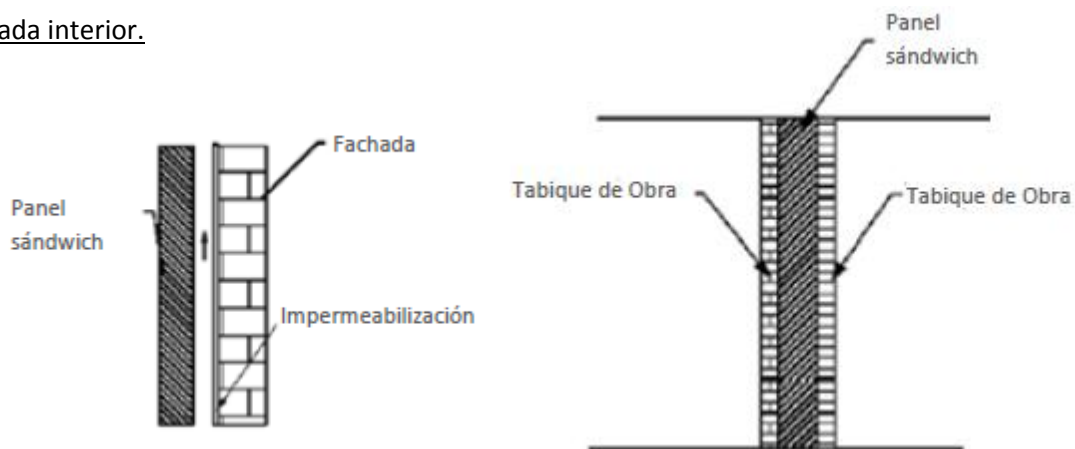 ada interior.
Panel
sándwich
Fachada
Panel
sándwich
Impermeabilización
Tabique de Obra
Tabique de Obra